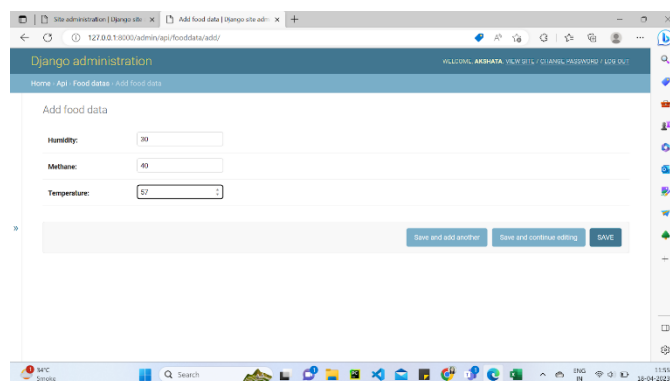 Site administration | Django site
Add food data | Django site adm
127.0.0.1:8000/admin/api/fooddata/add/
Django administration
WELCOME, AKSHATA. VIEW SITE / CHANGE PASSWORD / LOG OUT
Home › Api › Food datas › Add food data
Add food data
Humidity: 30
Methane: 40
Temperature: 57
Save and add another Save and continue editing SAVE
Smoke
Search
ENG
IN
18-04-2023